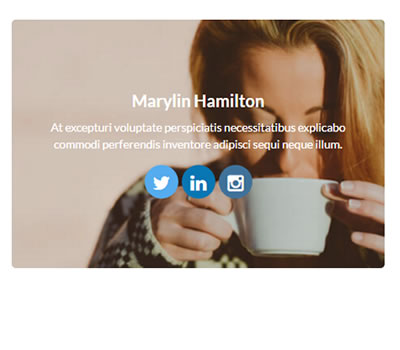 Marylin Hamilton
At excepturi voluptate perspiciatis necessitatibus explicabo
commodi perferendis inventore adipisci sequi neque illum.
in